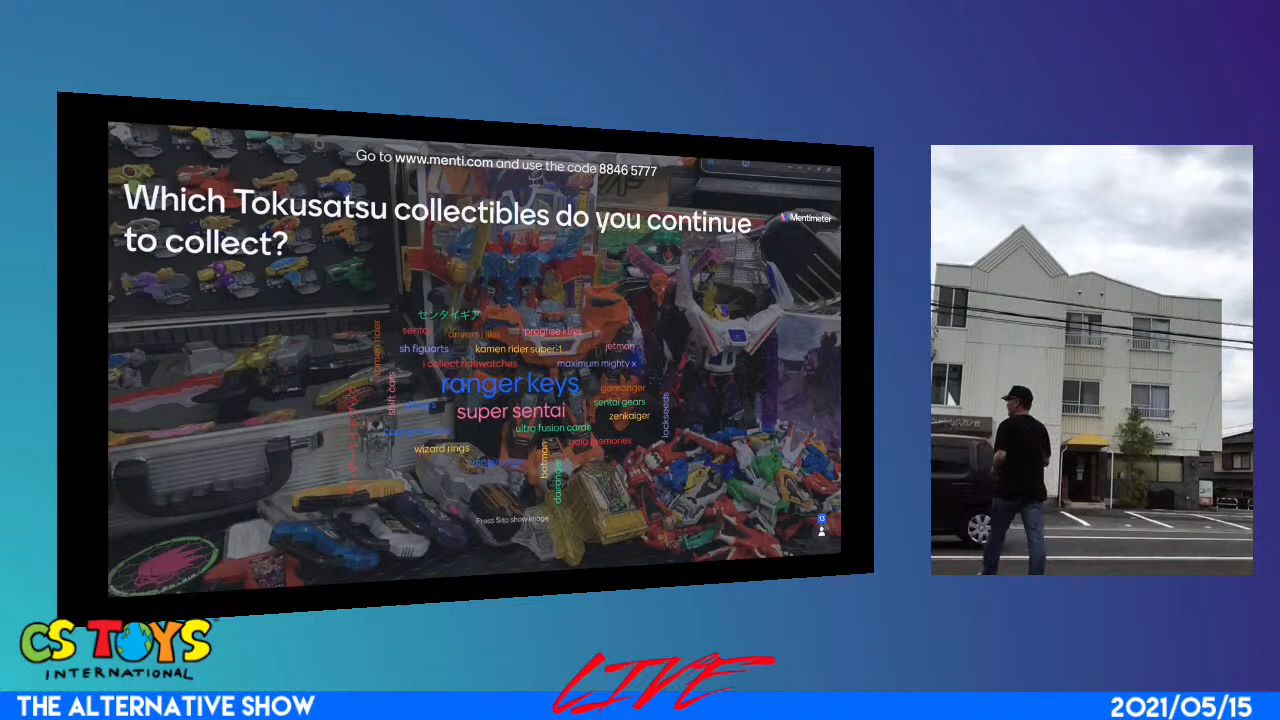 Go to www.menti.com and use the code 8846 5777
Which Tokusatsu collectibles do you continue
to collect?
Mentimeter
センタイギア
sentai
drivers i like
progrise keys
kamen rider
sh figuarts
kamen rider super-1
jetman
i collect ridewatches
maximum mighty x
ranger keys
gaoranger
shift cars
sentai gears
lockseeds
super sentai
zenkaiger
ultra fusion cards
gaia memories
wizard rings
batman
dairanger
Press S to show image
13
CS TOYS
INTERNATIONAL
LIVE
THE ALTERNATIVE SHOW
2021/05/15